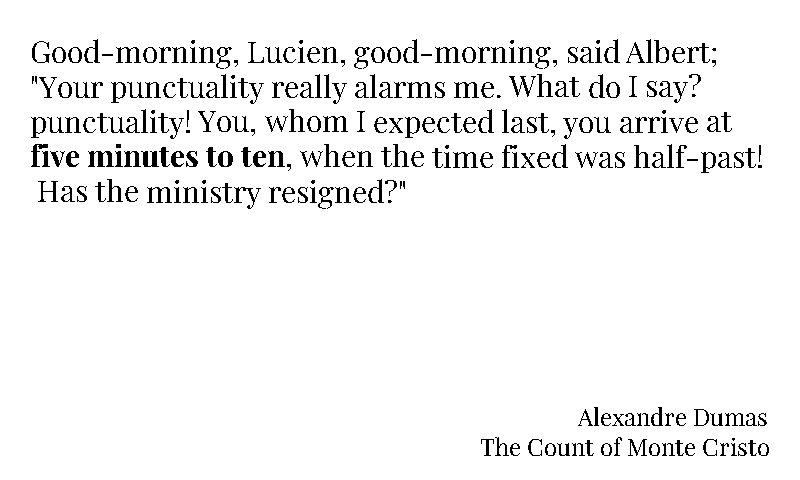 Good-morning, Lucien, good-morning, said Albert;
"Your punctuality really alarms me. What do I say?
punctuality! You, whom I expected last, you arrive at
five minutes to ten, when the time fixed was half-past!
Has the ministry resigned?"
Alexandre Dumas
The Count of Monte Cristo